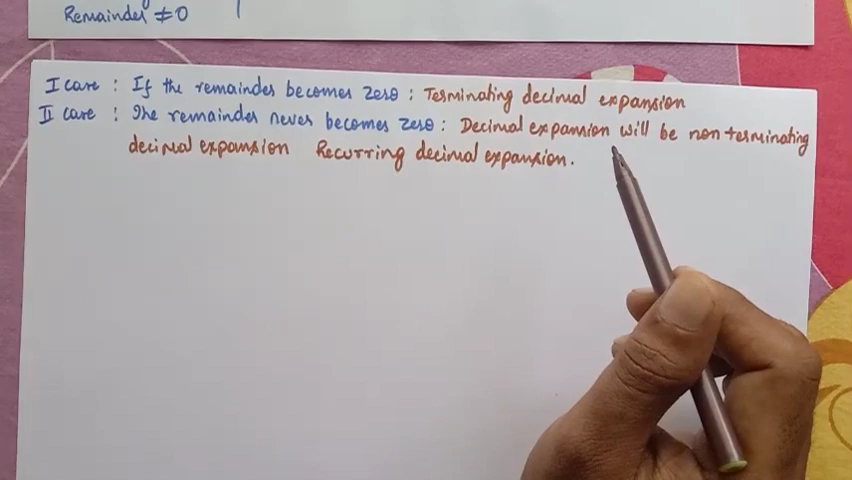 Remainder ≠0
I case : If the remainder becomes zero : Terminating decimal expansion
II case : The remainder never becomes zero : Decimal expansion will be non terminating
decimal expansion Recurring decimal expansion.